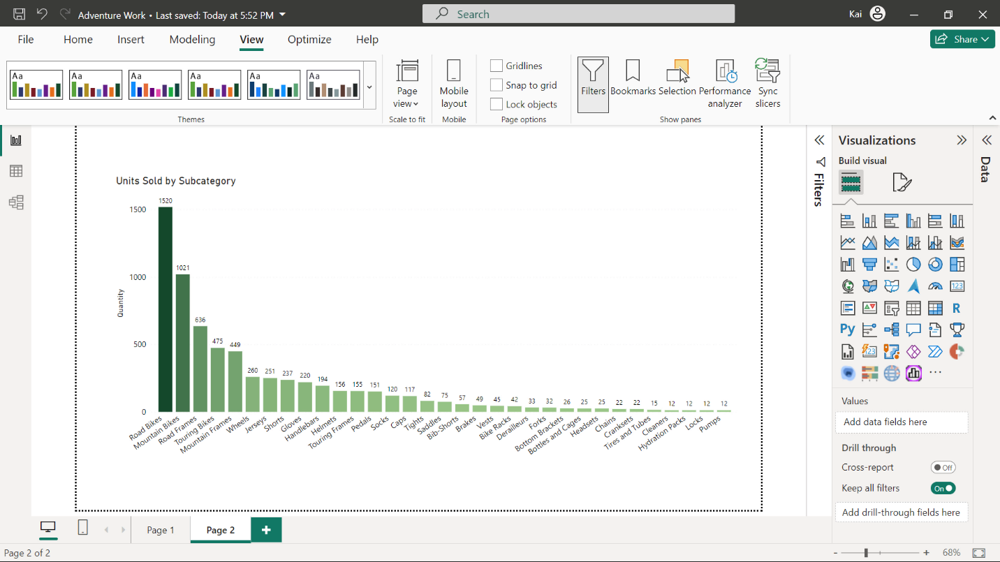 Adventure Work • Last saved: Today at 5:52 PM
Search
Kai
File
Home
Insert
Modeling
View
Optimize
Help
Share
Aa
Aa
Aa
Aa
Aa
Aa
Themes
Page
view
Scale to fit
Mobile
layout
Mobile
Gridlines
Snap to grid
Lock objects
Page options
Filters
Bookmarks
Selection
Performance
analyzer
Sync
slicers
Show panes
Units Sold by Subcategory
Quantity
1500
1000
500
0
1520
1021
636
475
449
260
251
237
220
194
156
155
151
120
117
82
75
57
49
45
42
33
32
26
25
25
22
22
15
12
12
12
12
Road Bikes
Mountain Bikes
Road Frames
Touring Bikes
Mountain Frames
Wheels
Jerseys
Shorts
Gloves
Handlebars
Helmets
Touring Frames
Pedals
Socks
Caps
Tights
Saddles
Bib-Shorts
Brakes
Vests
Bike Racks
Derailleurs
Forks
Bottom Brackets
Bottles and Cages
Headsets
Chains
Cranksets
Tires and Tubes
Cleaners
Hydration Packs
Locks
Pumps
Filters
Visualizations
Build visual
123
R
Py
123
Values
Add data fields here
Drill through
Cross-report
Off
Keep all filters
On
Add drill-through fields here
Data
Page 1
Page 2
+
Page 2 of 2
-
+
68%